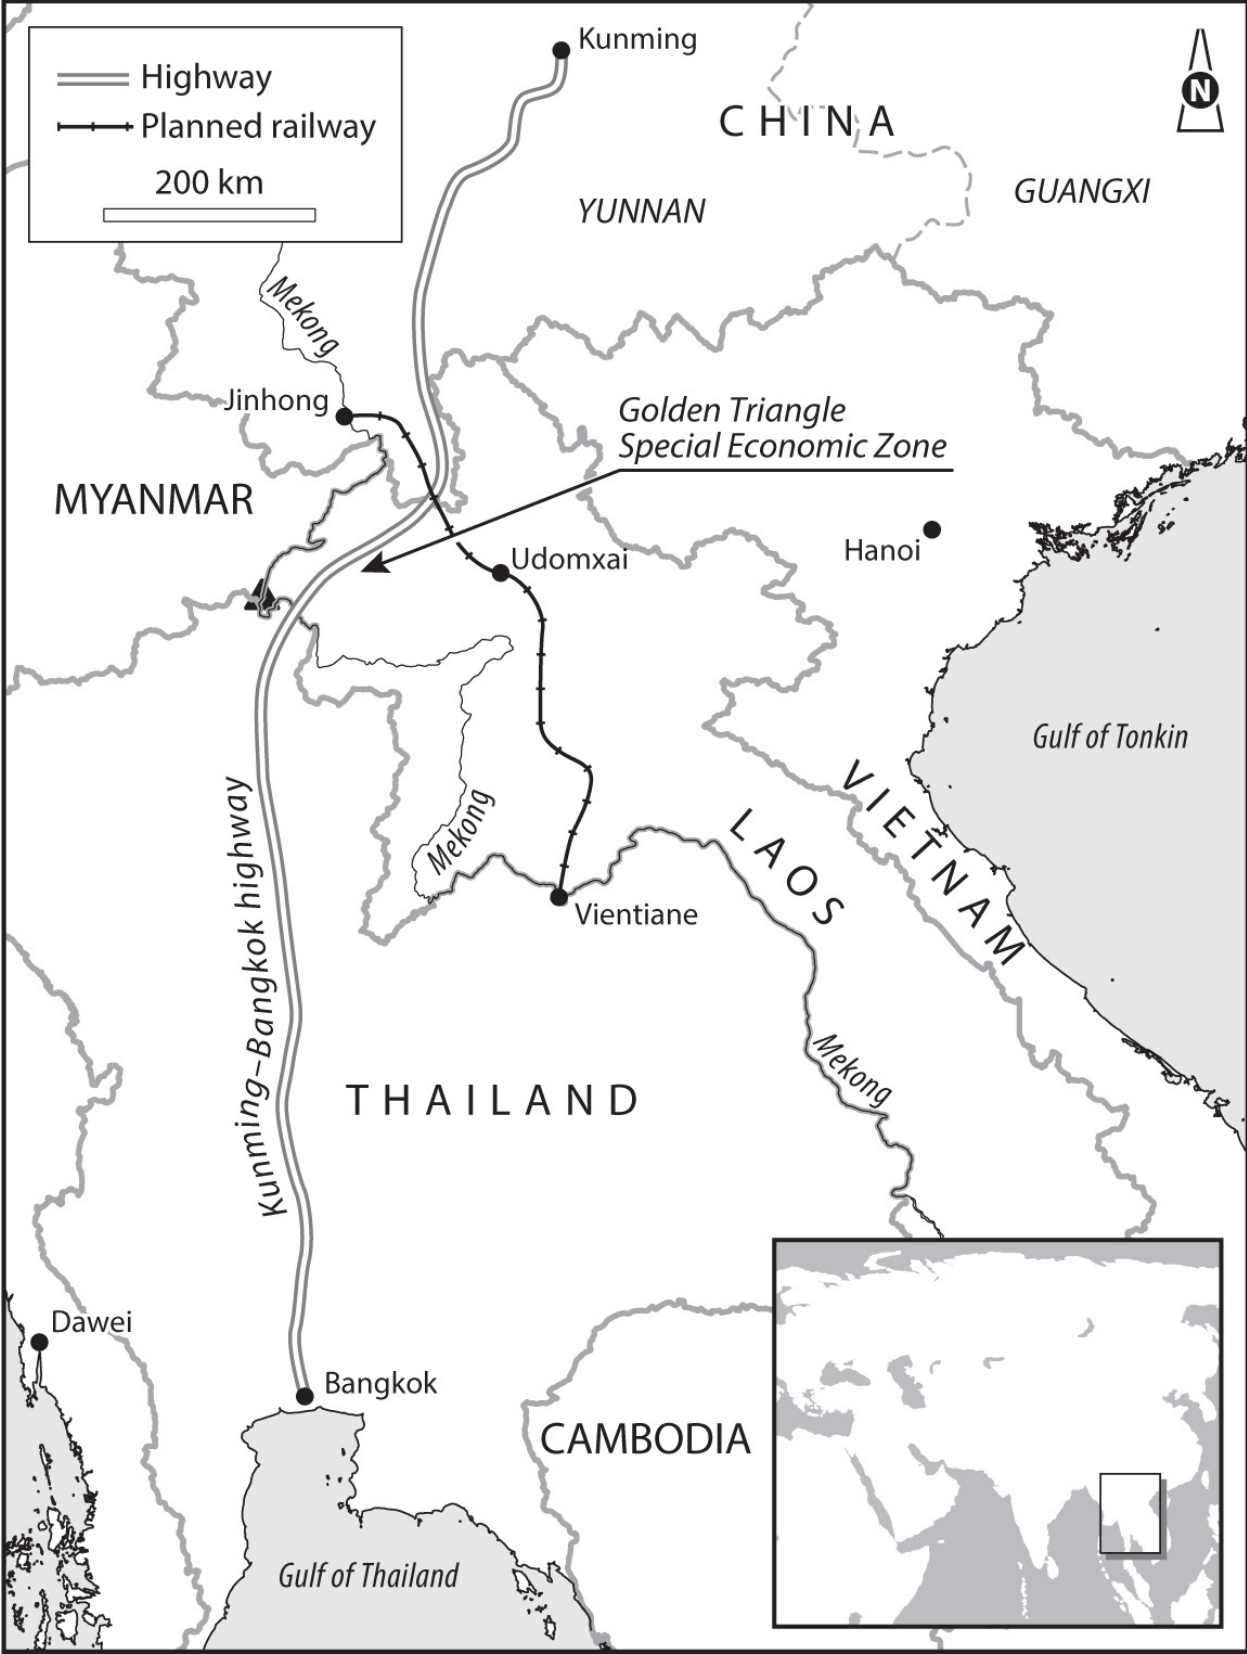 Kunming
Highway
Planned railway
200 km
N
CHINA
YUNNAN
GUANGXI
Mekong
Jinhong
Golden Triangle
Special Economic Zone
MYANMAR
Hanoi
Udomxai
Gulf of Tonkin
VIETNAM
LAOS
Mekong
Vientiane
Kunming–Bangkok highway
Mekong
THAILAND
Dawei
Bangkok
CAMBODIA
Gulf of Thailand